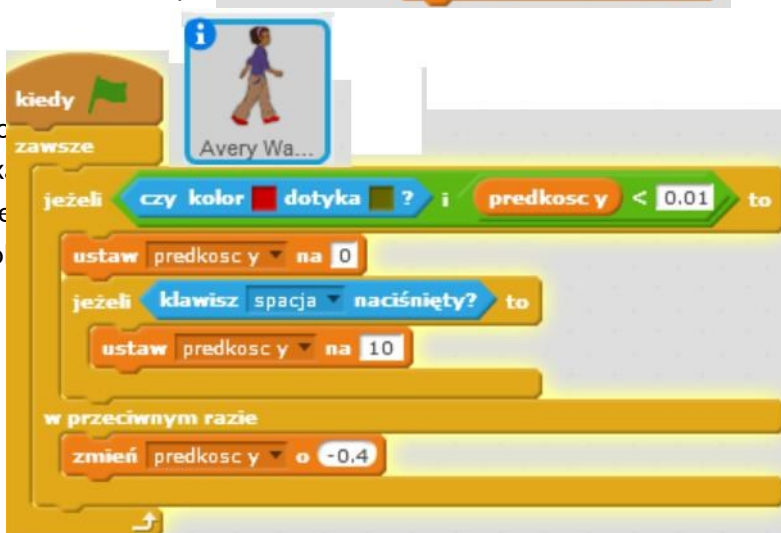 Avery Wa...
kiedy
zawsze
jeżeli czy kolor dotyka ? i predkosc y < 0.01 to
ustaw predkosc y na 0
jeżeli klawisz spacja naciśnięty? to
ustaw predkosc y na 10
w przeciwnym razie
zmień predkosc y o -0.4